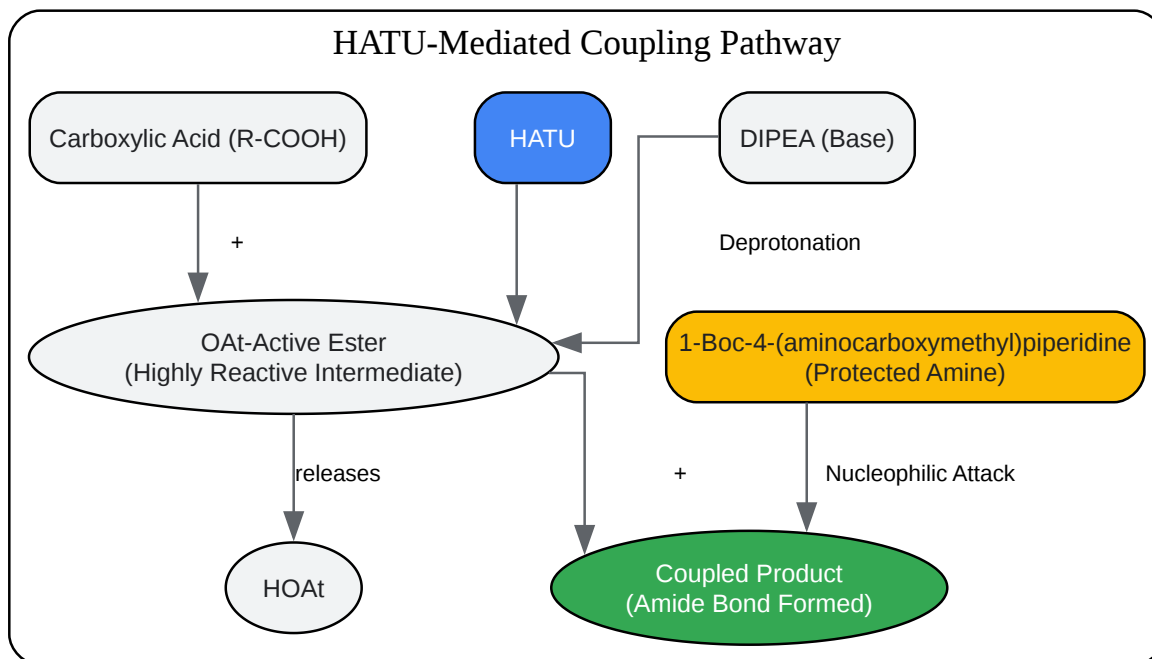 HATU-Mediated Coupling Pathway
Carboxylic Acid (R-COOH)
HATU
DIPEA (Base)
+
Deprotonation
OAt-Active Ester
(Highly Reactive Intermediate)
1-Boc-4-(aminocarboxymethyl)piperidine
(Protected Amine)
releases
+
Nucleophilic Attack
HOAt
Coupled Product
(Amide Bond Formed)